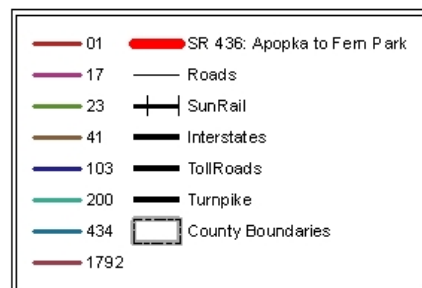 01 SR 436: Apopka to Fern Park
17 Roads
23 SunRail
41 Interstates
103 TollRoads
200 Turnpike
434 County Boundaries
1792